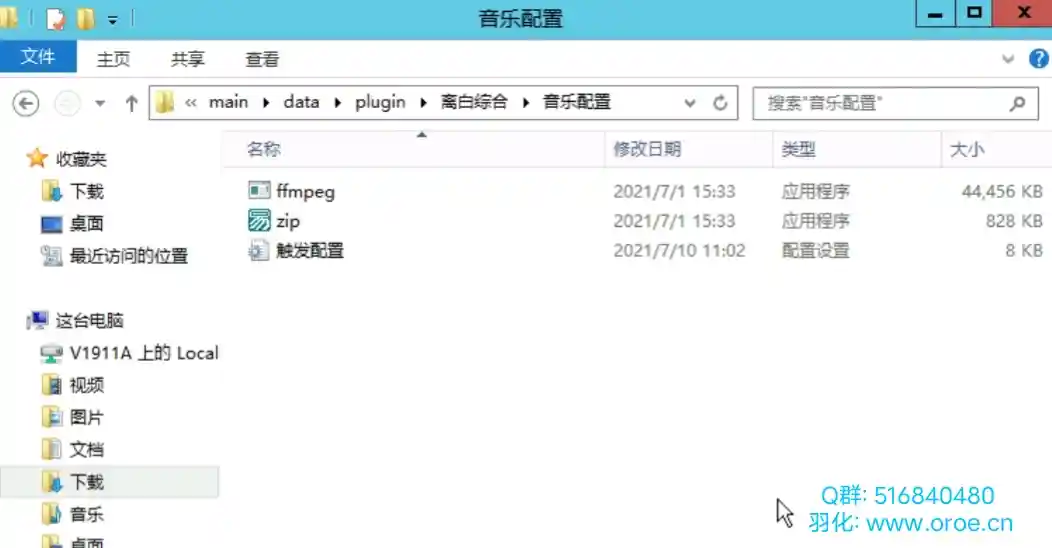 音乐配置
文件 主页 共享 查看
« main data plugin 离白综合 音乐配置 搜索"音乐配置"
名称 修改日期 类型 大小
收藏夹
下载
桌面
最近访问的位置
ffmpeg 2021/7/1 15:33 应用程序 44,456 KB
zip 2021/7/1 15:33 应用程序 828 KB
触发配置 2021/7/10 11:02 配置设置 8 KB
这台电脑
V1911A 上的 Local
视频
图片
文档
下载
音乐
桌面
Q群: 516840480
羽化: www.oroe.cn